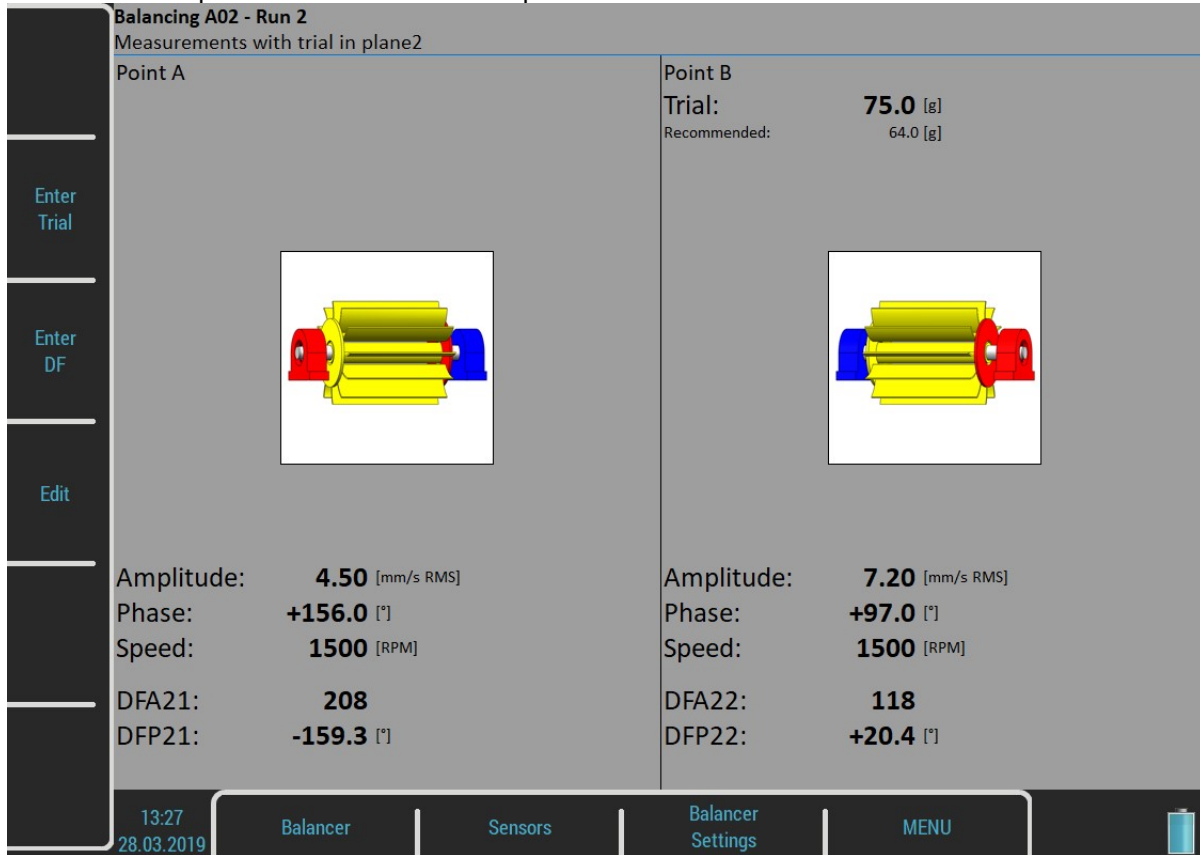 Balancing A02 - Run 2
Measurements with trial in plane2
Point A
Point B
Trial: 75.0 [g]
Recommended: 64.0 [g]
Enter
Trial
Enter
DF
Edit
Amplitude: 4.50 [mm/s RMS]
Phase: +156.0 [°]
Speed: 1500 [RPM]
DFA21: 208
DFP21: -159.3 [°]
Amplitude: 7.20 [mm/s RMS]
Phase: +97.0 [°]
Speed: 1500 [RPM]
DFA22: 118
DFP22: +20.4 [°]
13:27
28.03.2019
Balancer
Sensors
Balancer
Settings
MENU